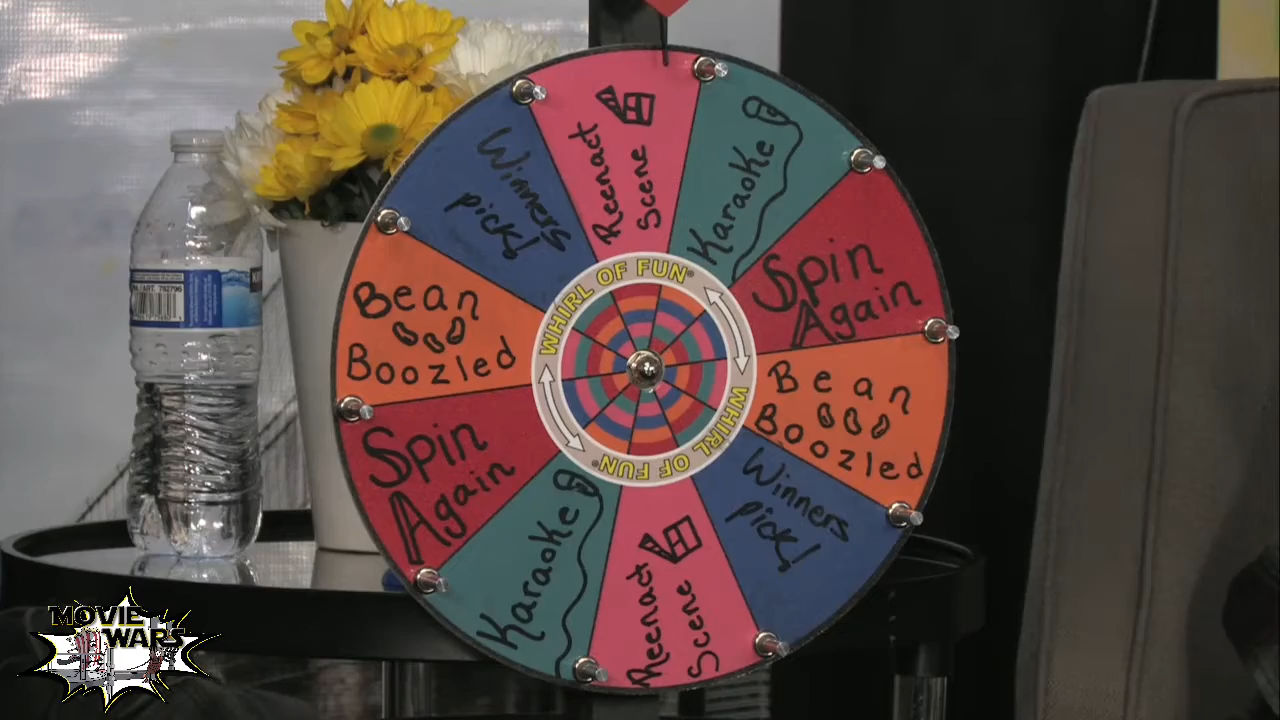 Reenact
Scene
Karaoke
Spin
Again
Bean
Boozled
Winners
pick!
Reenact
Scene
Karaoke
Spin
Again
Bean
Boozled
Winners
pick!
WHIRL OF FUN®
WHIRL OF FUN®
MOVIE
WARS